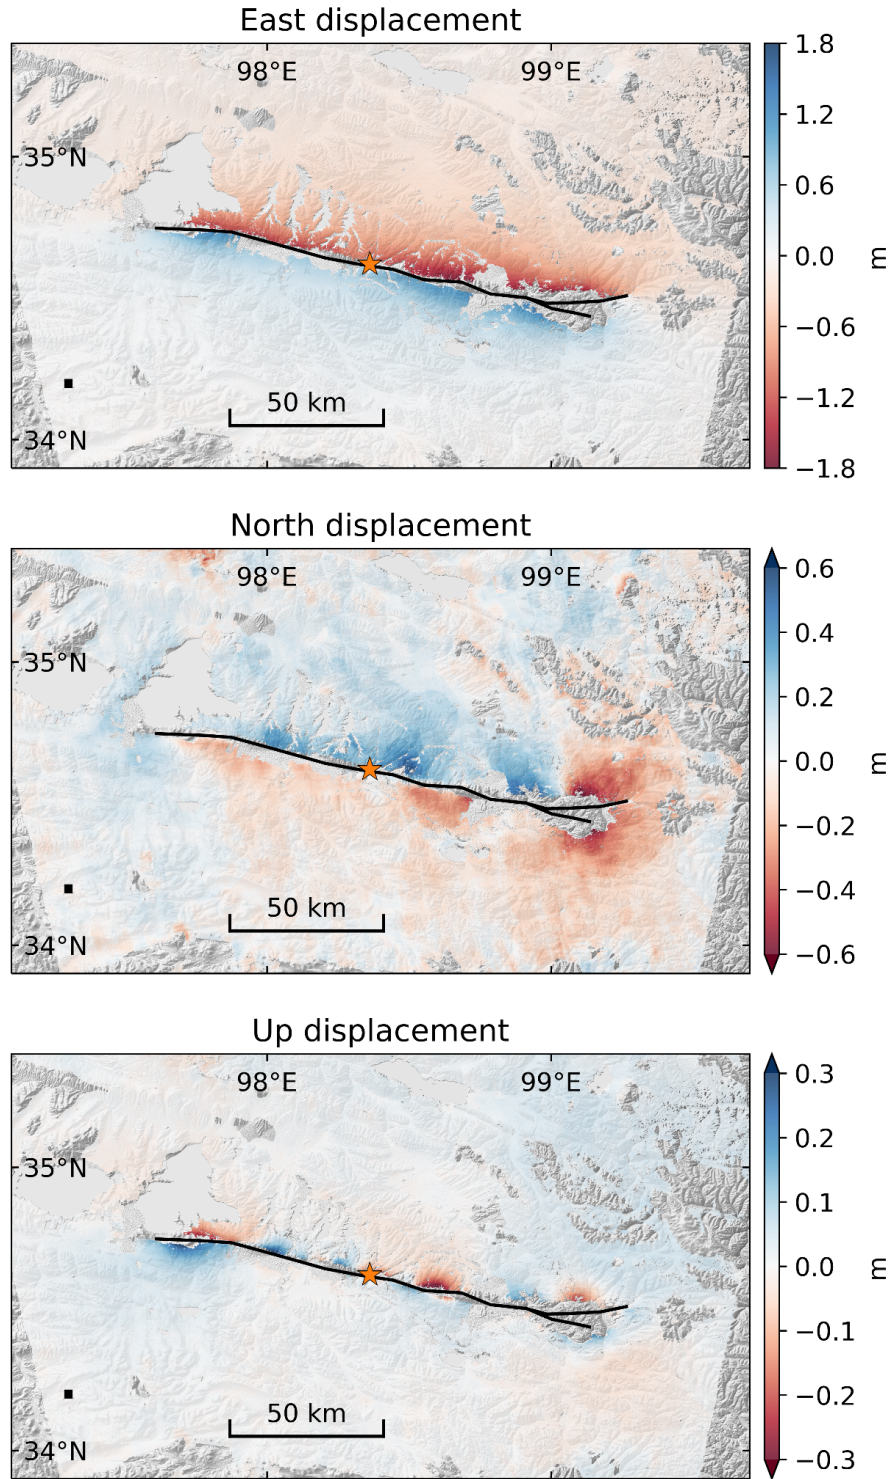 East displacement
98°E 99°E
35°N
34°N
50 km
1.8
1.2
0.6
0.0
−0.6
−1.2
−1.8
m
North displacement
98°E 99°E
35°N
34°N
50 km
0.6
0.4
0.2
0.0
−0.2
−0.4
−0.6
m
Up displacement
98°E 99°E
35°N
34°N
50 km
0.3
0.2
0.1
0.0
−0.1
−0.2
−0.3
m